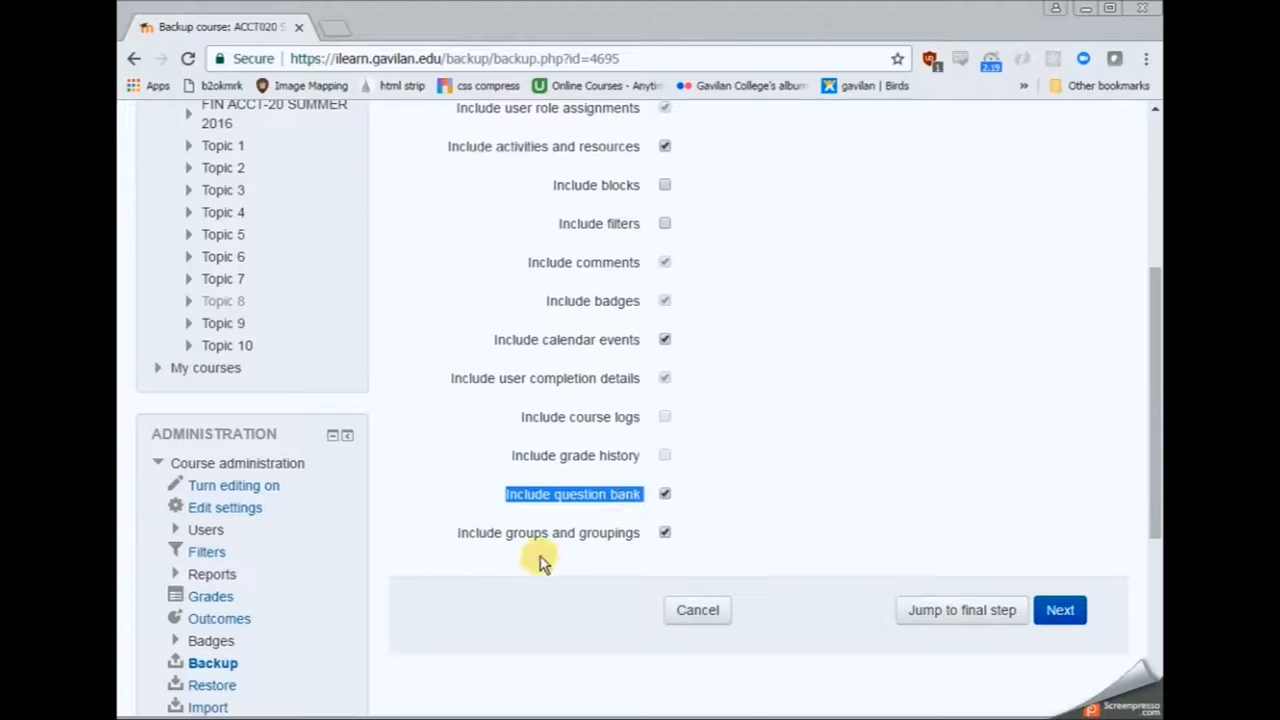 Backup course: ACCT020 S
Secure
https://ilearn.gavilan.edu/backup/backup.php?id=4695
1
2.19
Apps
b2okmrk
Image Mapping
html strip
css compress
Online Courses - Anyti
Gavilan College's album
gavilan | Birds
»
Other bookmarks
FIN ACCT-20 SUMMER
2016
Topic 1
Topic 2
Topic 3
Topic 4
Topic 5
Topic 6
Topic 7
Topic 8
Topic 9
Topic 10
My courses
ADMINISTRATION
Course administration
Turn editing on
Edit settings
Users
Filters
Reports
Grades
Outcomes
Badges
Backup
Restore
Import
Include user role assignments
Include activities and resources
Include blocks
Include filters
Include comments
Include badges
Include calendar events
Include user completion details
Include course logs
Include grade history
Include question bank
Include groups and groupings
Cancel
Jump to final step
Next
Screenpresso
.com